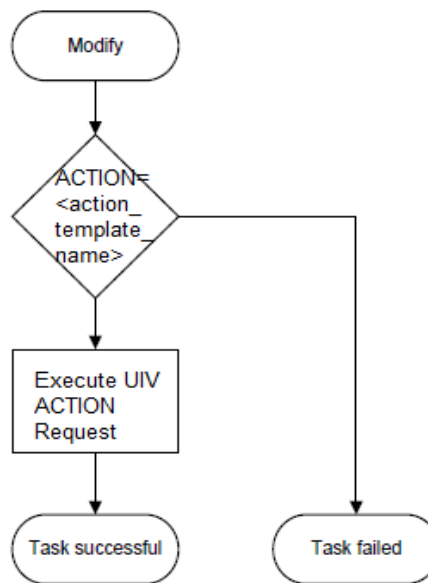 Modify
ACTION=
<action_
template_
name>
Execute UIV
ACTION
Request
Task successful
Task failed